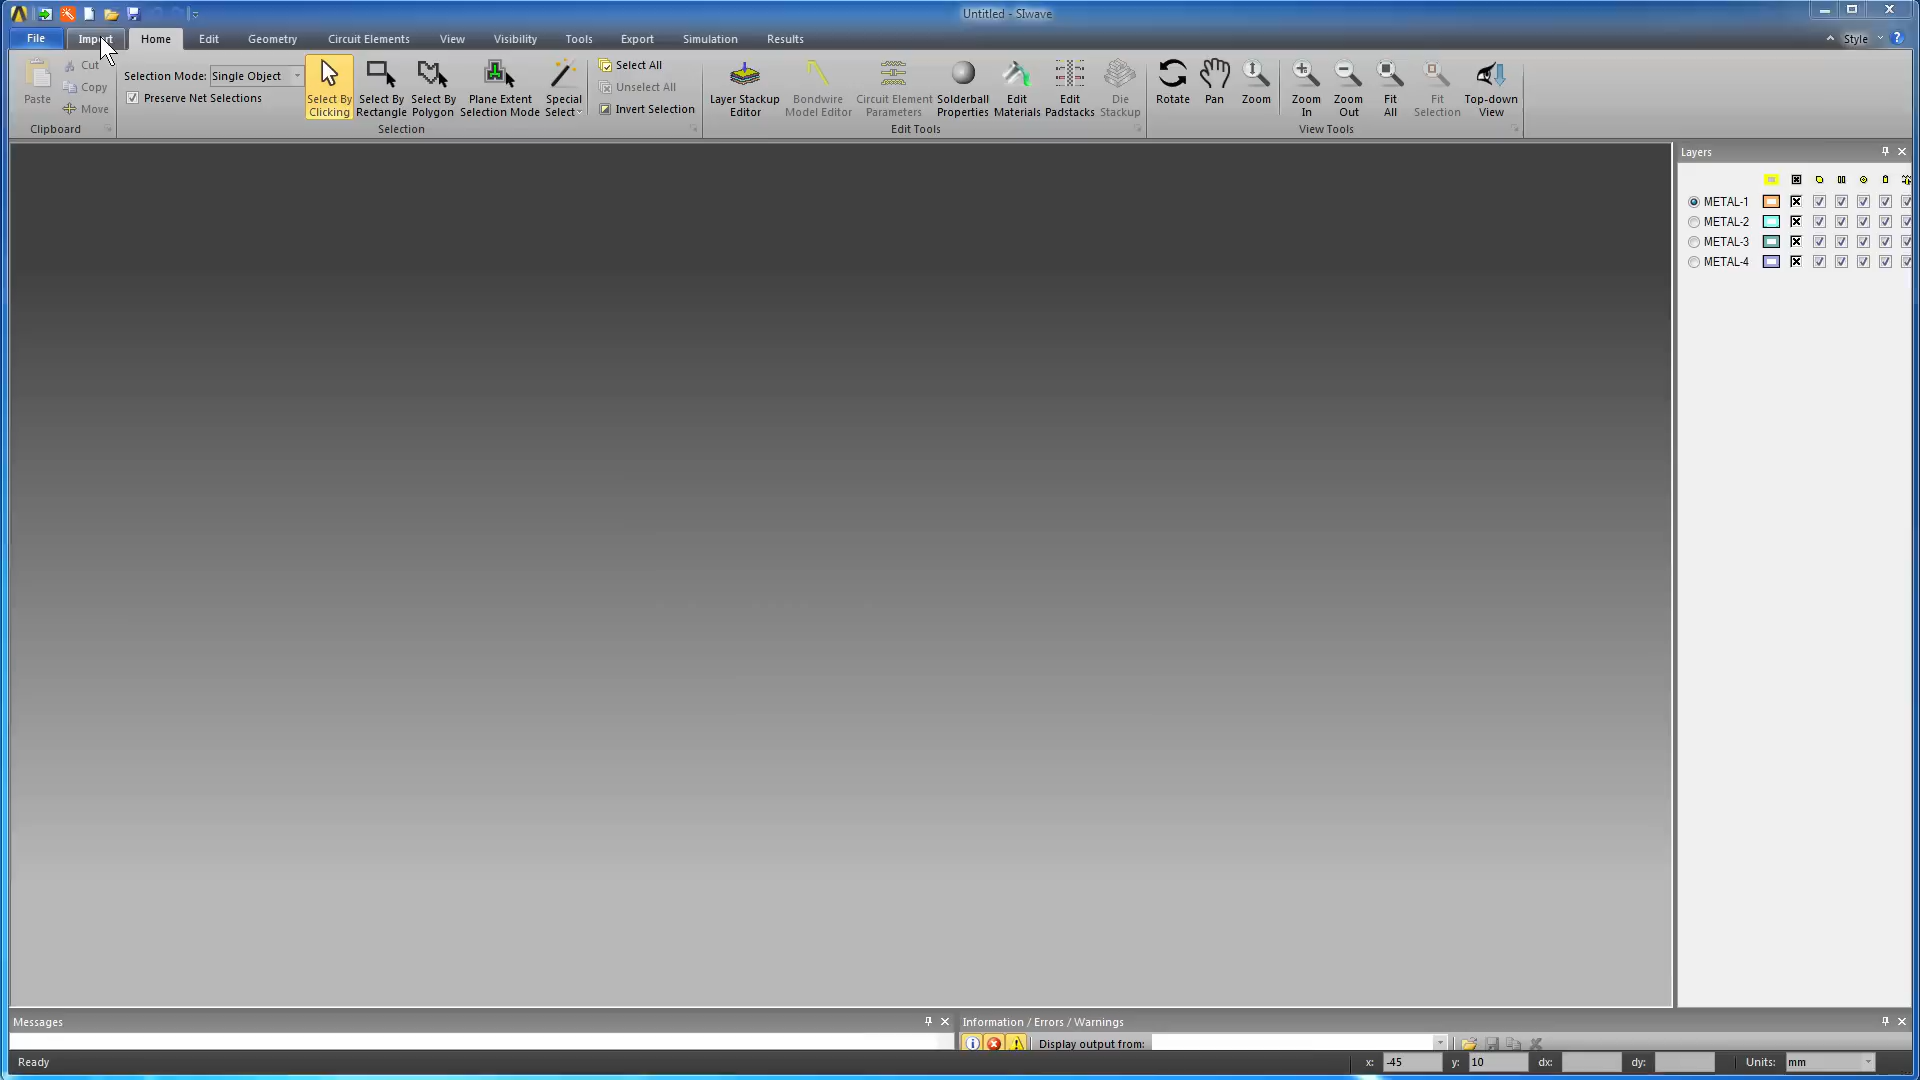 Untitled - SIwave
File Import Home Edit Geometry Circuit Elements View Visibility Tools Export Simulation Results Style
Paste
Cut
Copy
Move
Clipboard
Selection Mode: Single Object
Preserve Net Selections
Select By
Clicking
Select By
Rectangle
Select By
Polygon
Plane Extent
Selection Mode
Special
Select
Select All
Unselect All
Invert Selection
Selection
Layer Stackup
Editor
Bondwire
Model Editor
Circuit Element
Parameters
Solderball
Properties
Edit
Materials
Edit
Padstacks
Die
Stackup
Edit Tools
Rotate
Pan
Zoom
Zoom
In
Zoom
Out
Fit
All
Fit
Selection
Top-down
View
View Tools
Layers
METAL-1
METAL-2
METAL-3
METAL-4
Messages
Information / Errors / Warnings
Display output from:
Ready
x: -45 y: 10 dx: dy: Units: mm